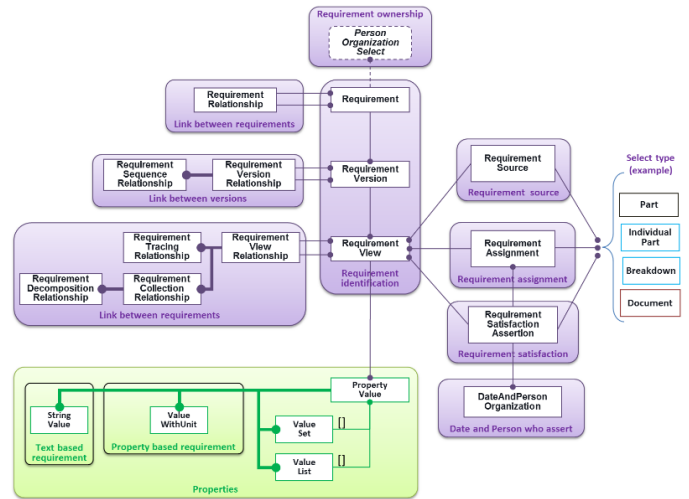 Requirement ownership
Person
Organization
Select
Requirement
Relationship
Link between requirements
Requirement
Requirement
Sequence
Relationship
Requirement
Version
Relationship
Link between versions
Requirement
Version
Requirement
Source
Requirement source
Select type
(example)
Part
Individual
Part
Breakdown
Document
Requirement
Tracing
Relationship
Requirement
View
Relationship
Requirement
Decomposition
Relationship
Requirement
Collection
Relationship
Link between requirements
Requirement
View
Requirement
identification
Requirement
Assignment
Requirement assignment
Requirement
Satisfaction
Assertion
Requirement satisfaction
DateAndPerson
Organization
Date and Person who assert
Property
Value
String
Value
Text based
requirement
Value
WithUnit
Property based requirement
Value
Set
[]
Value
List
[]
Properties